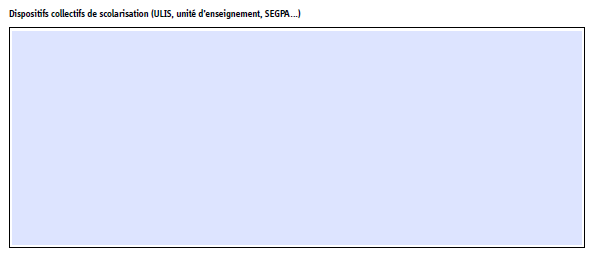 Dispositifs collectifs de scolarisation (ULIS, unité d'enseignement, SEGPA...)